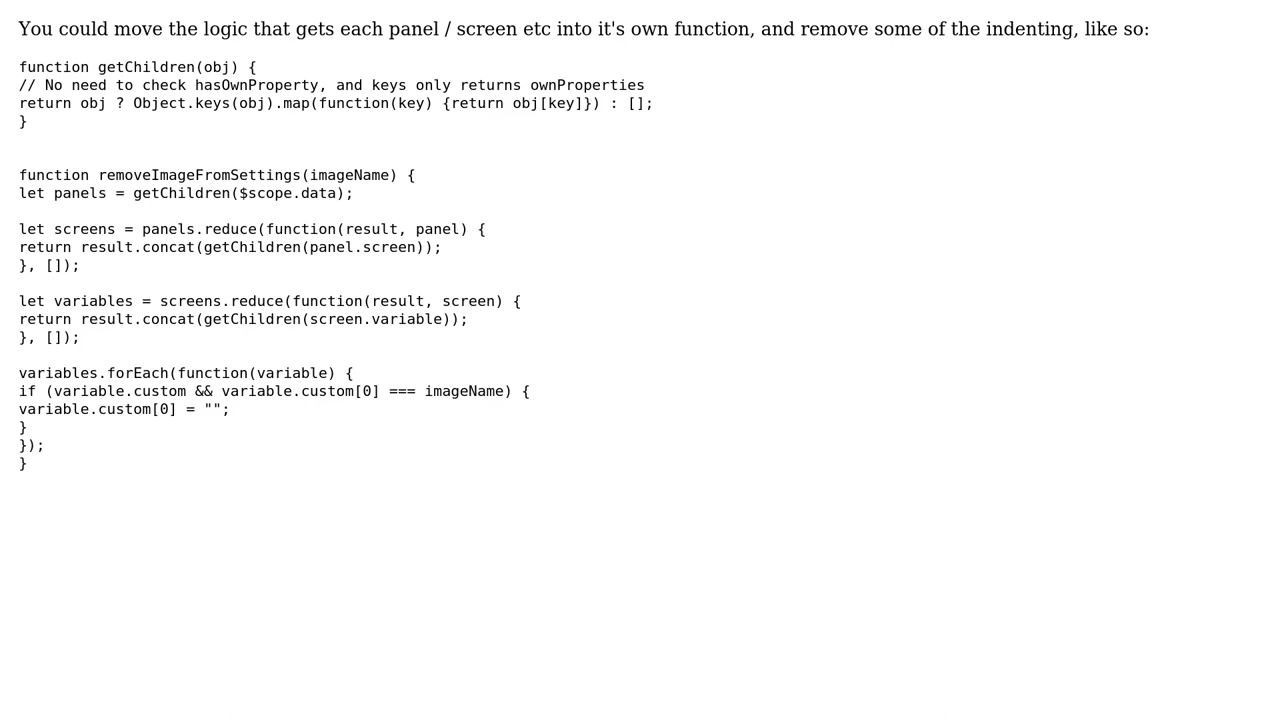 You could move the logic that gets each panel / screen etc into it's own function, and remove some of the indenting, like so:
function getChildren(obj) {
// No need to check hasOwnProperty, and keys only returns ownProperties
return obj ? Object.keys(obj).map(function(key) {return obj[key]}) : [];
}
function removeImageFromSettings(imageName) {
let panels = getChildren($scope.data);
let screens = panels.reduce(function(result, panel) {
return result.concat(getChildren(panel.screen));
}, []);
let variables = screens.reduce(function(result, screen) {
return result.concat(getChildren(screen.variable));
}, []);
variables.forEach(function(variable) {
if (variable.custom && variable.custom[0] === imageName) {
variable.custom[0] = "";
}
});
}